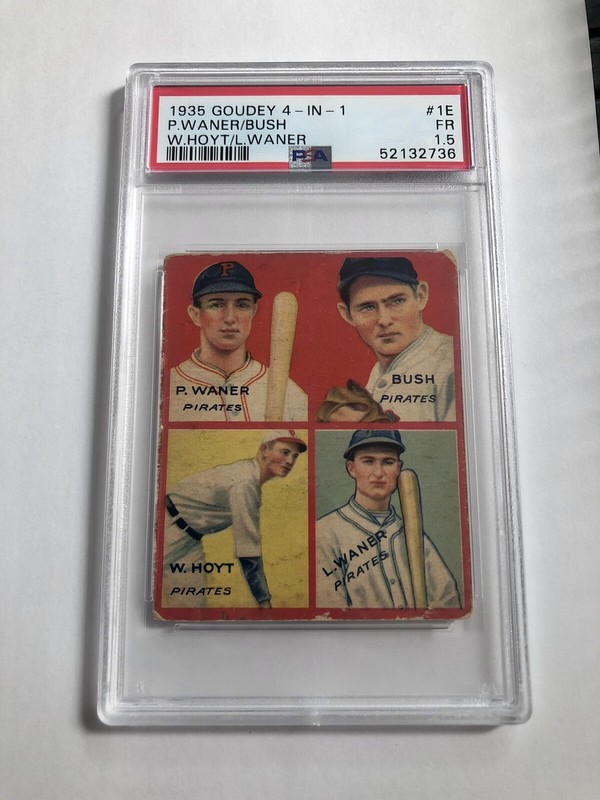 1935 GOUDEY 4-IN-1 #1E
P.WANER/BUSH FR
W.HOYT/L.WANER 1.5
PSA 52132736
P
P. WANER
PIRATES
BUSH
PIRATES
W. HOYT
PIRATES
L. WANER
PIRATES